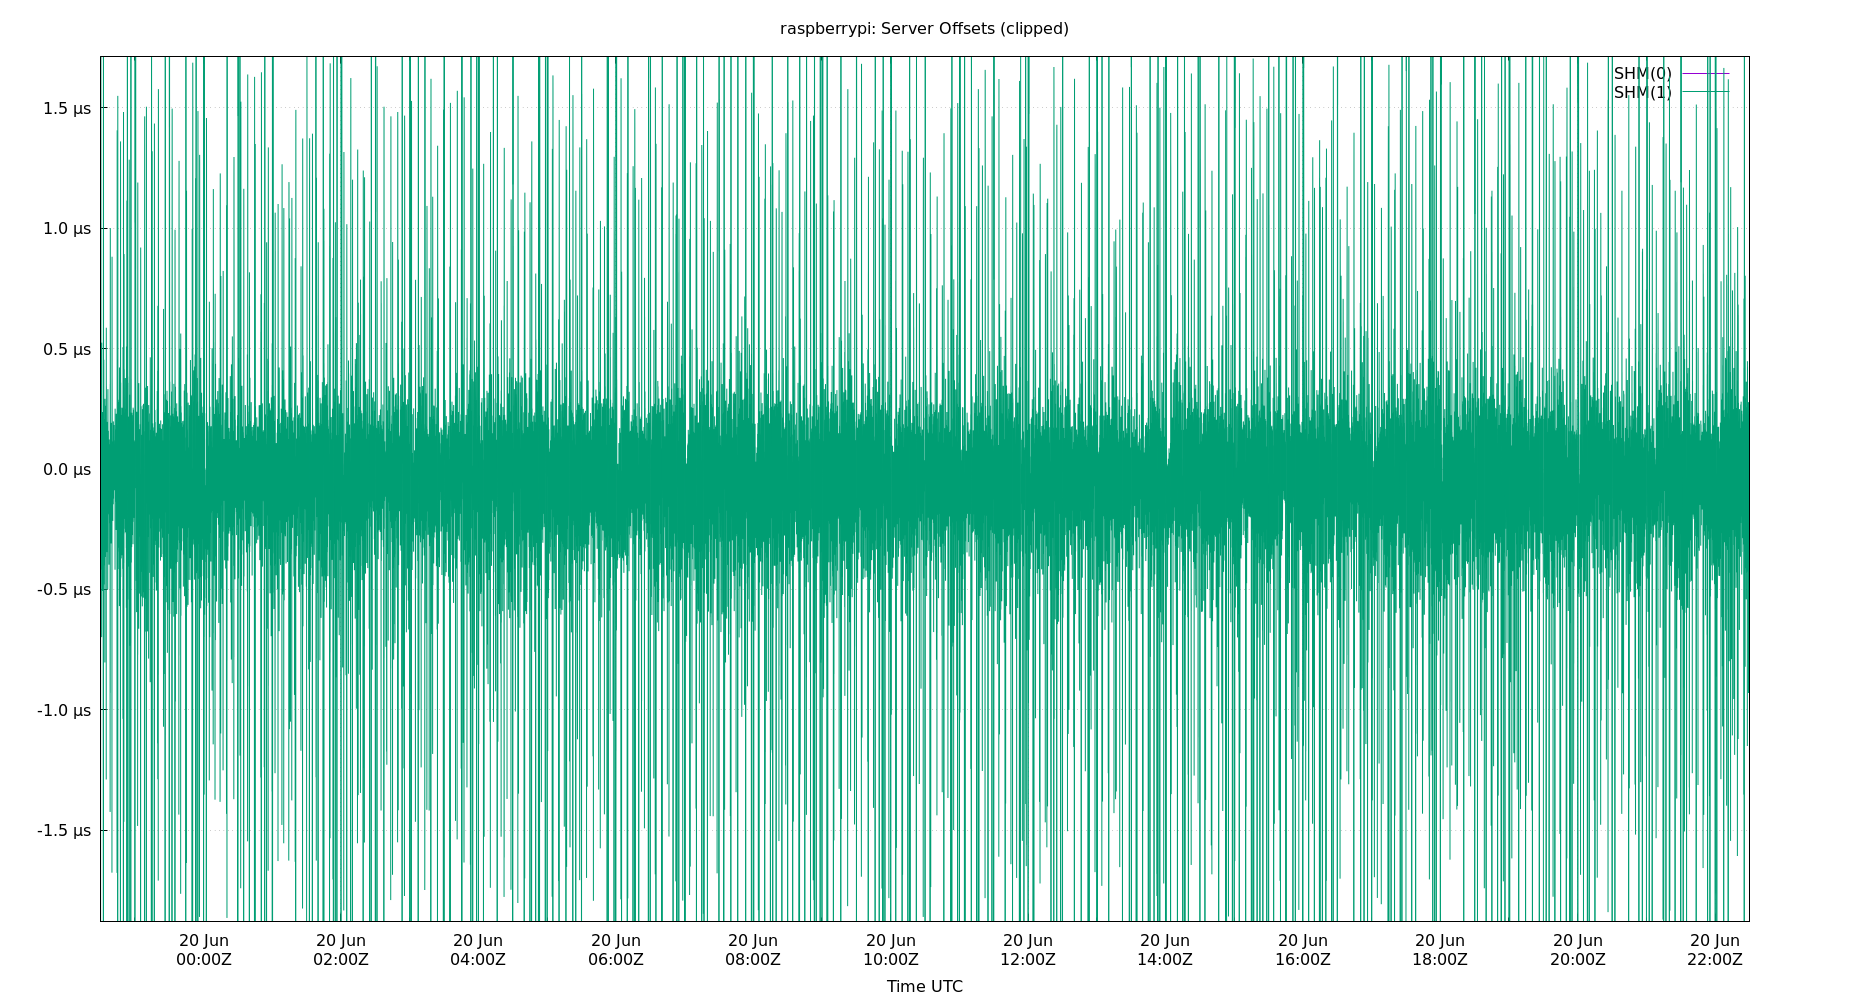 raspberrypi: Server Offsets (clipped)
SHM(0)
SHM(1)
1.5 µs
1.0 µs
0.5 µs
0.0 µs
-0.5 µs
-1.0 µs
-1.5 µs
20 Jun 20 Jun 20 Jun 20 Jun 20 Jun 20 Jun 20 Jun 20 Jun 20 Jun 20 Jun 20 Jun 20 Jun
00:00Z 02:00Z 04:00Z 06:00Z 08:00Z 10:00Z 12:00Z 14:00Z 16:00Z 18:00Z 20:00Z 22:00Z
Time UTC